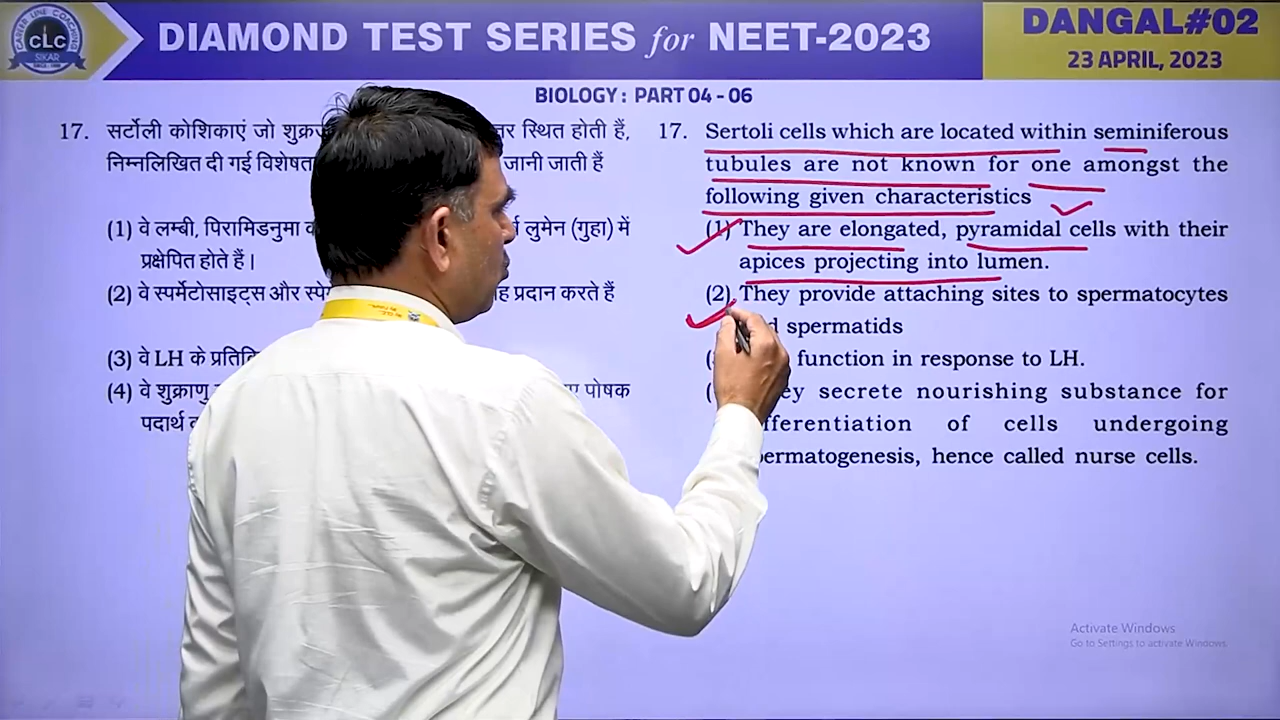 CAREER LINE COACHING
CLC
SIKAR
DIAMOND TEST SERIES for NEET-2023
DANGAL#02
23 APRIL, 2023
BIOLOGY : PART 04 - 06
17. सर्टोली कोशिकाएं जो स्थित होती हैं,
निम्नलिखित दी गई जानी जाती हैं
(1) वे लम्बी, पिरामिडनुमा लुमेन (गुहा) में
प्रक्षेपित होते हैं |
(2) वे स्पर्मेटोसाइट्स और प्रदान करते हैं
(3) वे LH के
(4) वे शुक्राणु पोषक
पदार्थ
17. Sertoli cells which are located within seminiferous
tubules are not known for one amongst the
following given characteristics
(1) They are elongated, pyramidal cells with their
apices projecting into lumen.
(2) They provide attaching sites to spermatocytes
spermatids
function in response to LH.
secrete nourishing substance for
of cells undergoing
hence called nurse cells.
Activate Windows
Go to Settings to activate Windows.